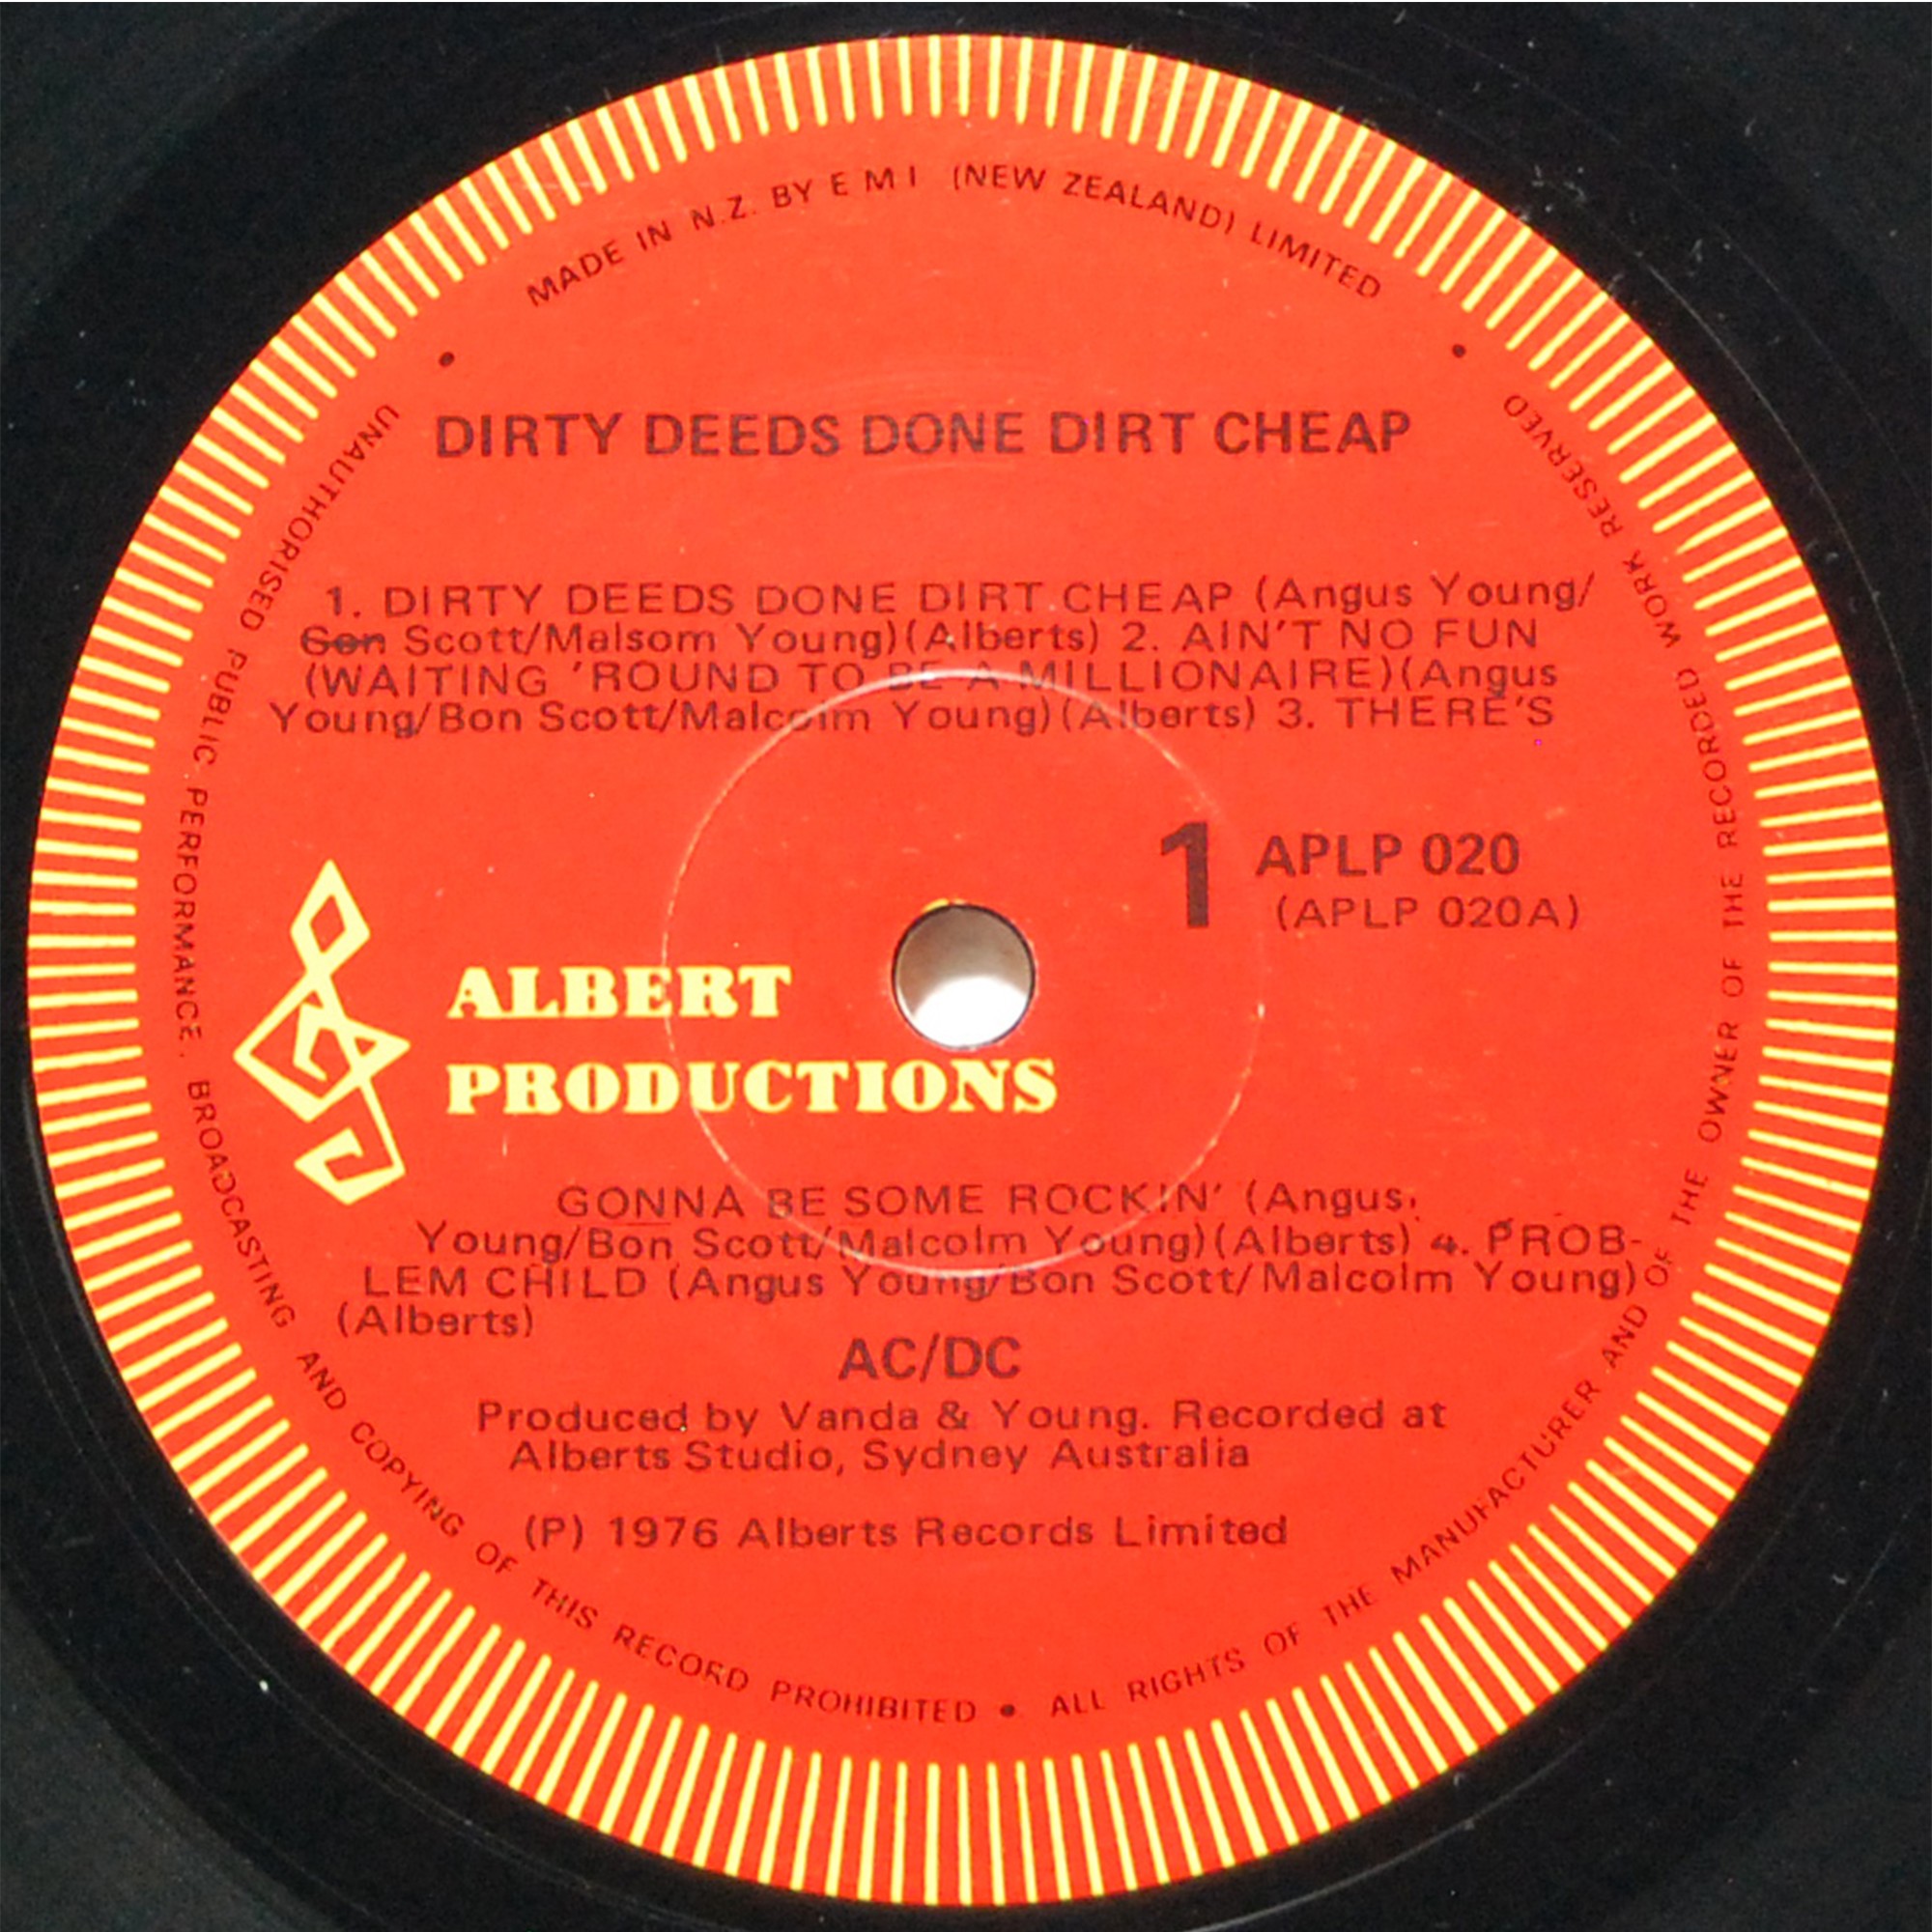 MADE IN N.Z. BY E M I (NEW ZEALAND) LIMITED
DIRTY DEEDS DONE DIRT CHEAP
1. DIRTY DEEDS DONE DIRT CHEAP (Angus Young/
Scott/Malsom Young)(Alberts) 2. AIN'T NO FUN
(WAITING 'ROUND TO BE A MILLIONAIRE)(Angus
Young/Bon Scott/Malcolm Young)(Alberts) 3. THERE'S
1 APLP 020
(APLP 020A)
ALBERT
PRODUCTIONS
GONNA BE SOME ROCKIN' (Angus
Young/Bon Scott/Malcolm Young)(Alberts) 4. PROB-
LEM CHILD (Angus Young/Bon Scott/Malcolm Young)
(Alberts)
AC/DC
Produced by Vanda & Young. Recorded at
Alberts Studio, Sydney Australia
(P) 1976 Alberts Records Limited
UNAUTHORISED PUBLIC PERFORMANCE. BROADCASTING AND COPYING OF THIS RECORD PROHIBITED • ALL RIGHTS OF THE MANUFACTURER AND OF THE OWNER OF THE RECORDED WORK RESERVED